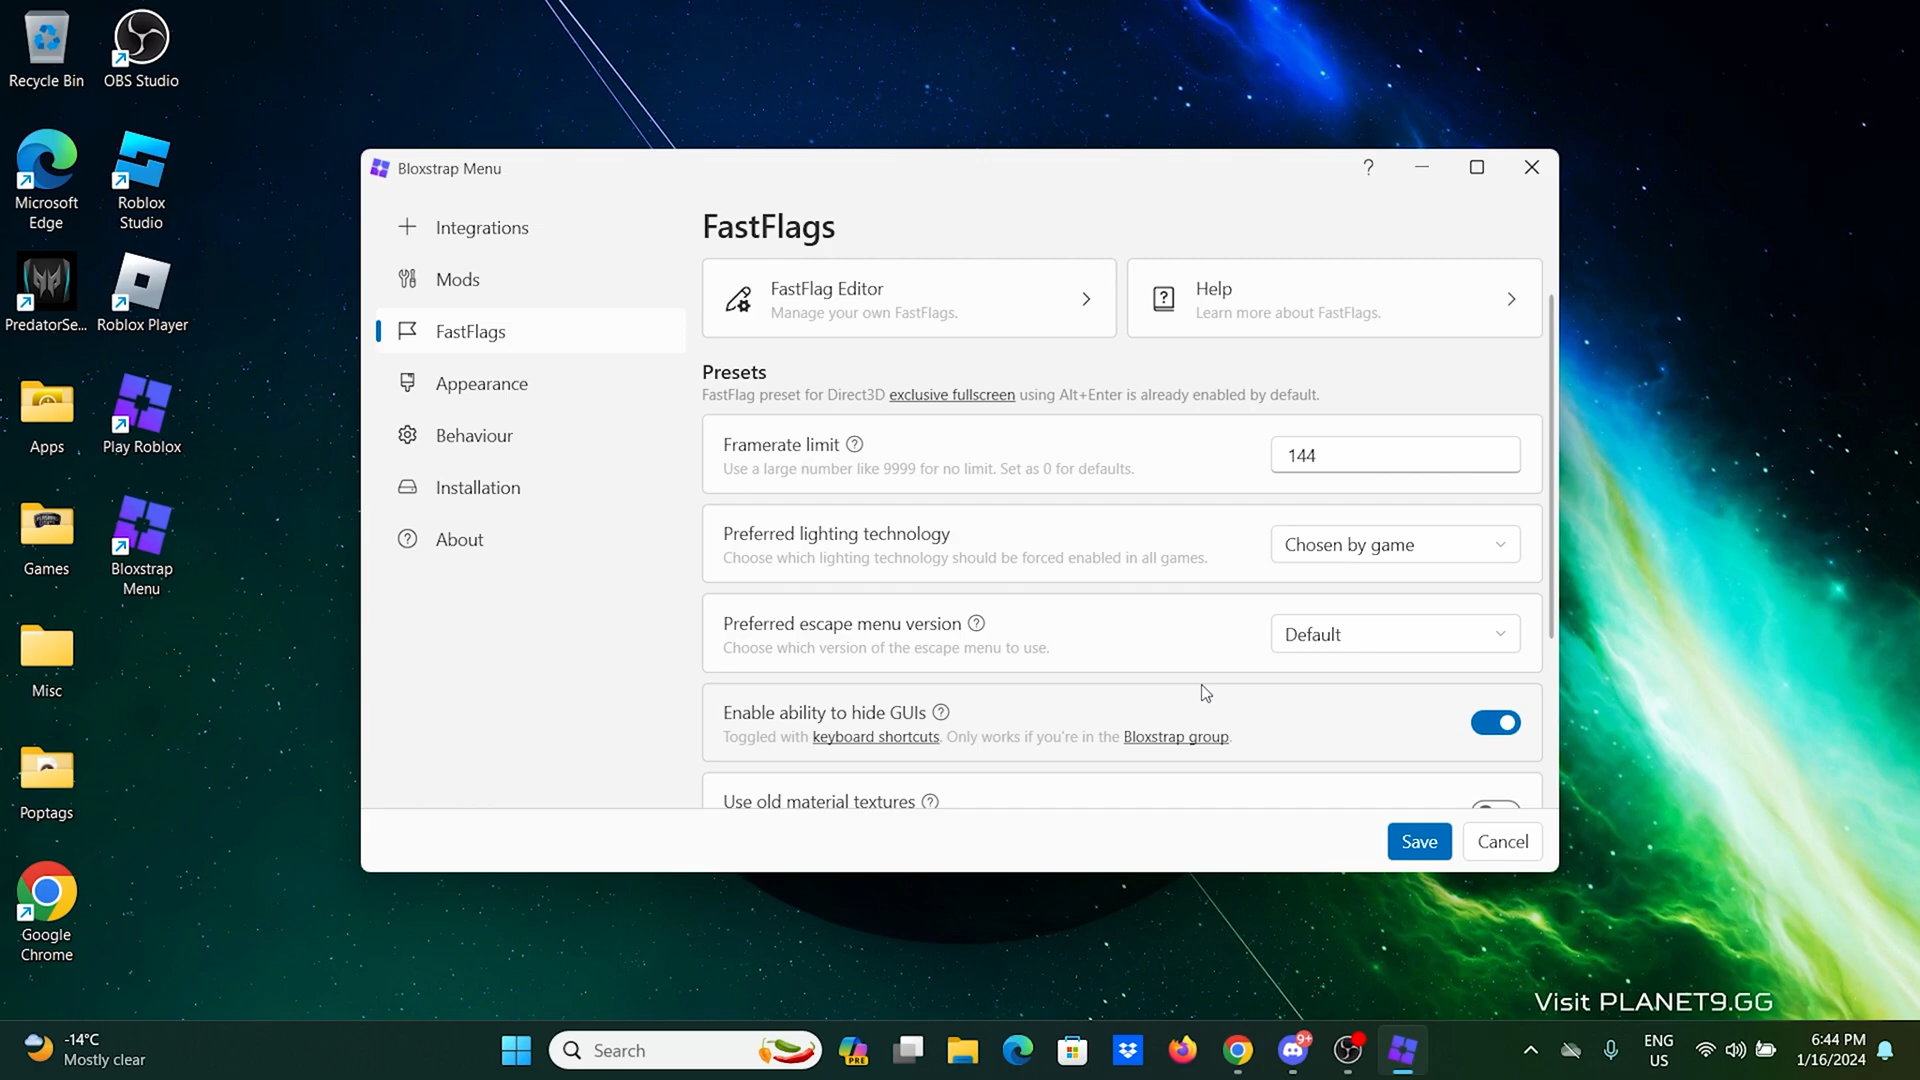 Recycle Bin
OBS Studio
Microsoft
Edge
Roblox
Studio
PredatorSe...
Roblox Player
Apps
Play Roblox
Games
Bloxstrap
Menu
Misc
Poptags
Google
Chrome
Bloxstrap Menu
?
Integrations
Mods
FastFlags
Appearance
Behaviour
Installation
About
FastFlags
FastFlag Editor
Manage your own FastFlags.
Help
Learn more about FastFlags.
Presets
FastFlag preset for Direct3D exclusive fullscreen using Alt+Enter is already enabled by default.
Framerate limit ?
Use a large number like 9999 for no limit. Set as 0 for defaults.
144
Preferred lighting technology
Choose which lighting technology should be forced enabled in all games.
Chosen by game
Preferred escape menu version ?
Choose which version of the escape menu to use.
Default
Enable ability to hide GUIs ?
Toggled with keyboard shortcuts. Only works if you're in the Bloxstrap group.
Use old material textures ?
Save
Cancel
Visit PLANET9.GG
-14°C
Mostly clear
Search
PRE
9+
ENG
US
6:44 PM
1/16/2024